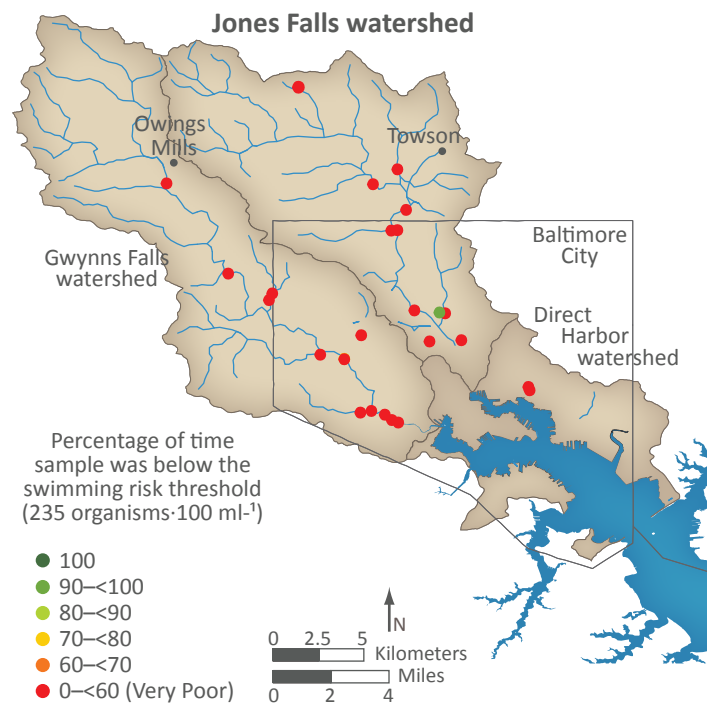 Jones Falls watershed
Owings
Mills
Towson
Gwynns Falls
watershed
Baltimore
City
Direct
Harbor
watershed
Percentage of time
sample was below the
swimming risk threshold
(235 organisms·100 ml-¹)
100
90–<100
80–<90
70–<80
60–<70
0–<60 (Very Poor)
N
0 2.5 5
Kilometers
Miles
0 2 4